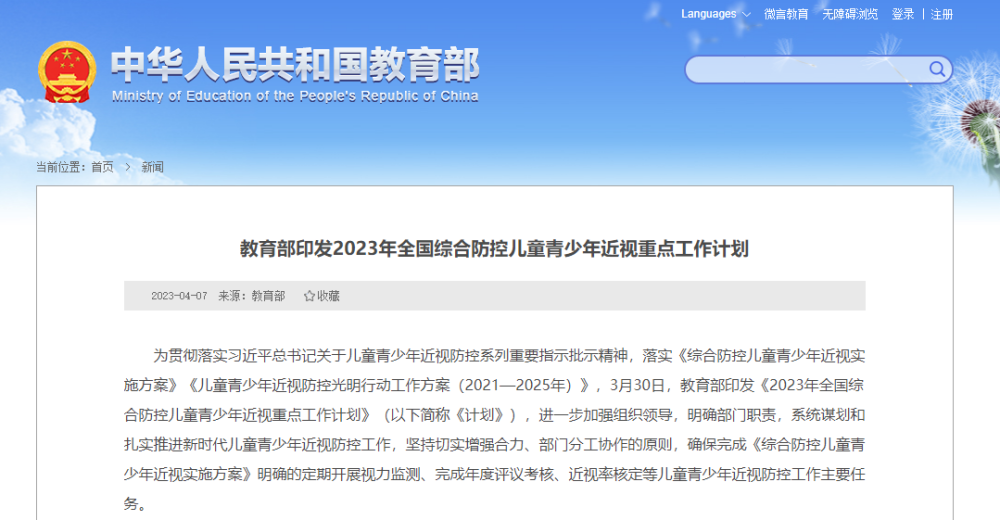 Languages 微言教育 无障碍浏览 登录 | 注册
中华人民共和国教育部
Ministry of Education of the People's Republic of China
当前位置: 首页 > 新闻
教育部印发2023年全国综合防控儿童青少年近视重点工作计划
2023-04-07 来源：教育部 收藏
为贯彻落实习近平总书记关于儿童青少年近视防控系列重要指示批示精神，落实《综合防控儿童青少年近视实
施方案》《儿童青少年近视防控光明行动工作方案（2021—2025年）》，3月30日，教育部印发《2023年全国综
合防控儿童青少年近视重点工作计划》（以下简称《计划》），进一步加强组织领导，明确部门职责，系统谋划和
扎实推进新时代儿童青少年近视防控工作，坚持切实增强合力、部门分工协作的原则，确保完成《综合防控儿童青
少年近视实施方案》明确的定期开展视力监测、完成年度评议考核、近视率核定等儿童青少年近视防控工作主要任
务。